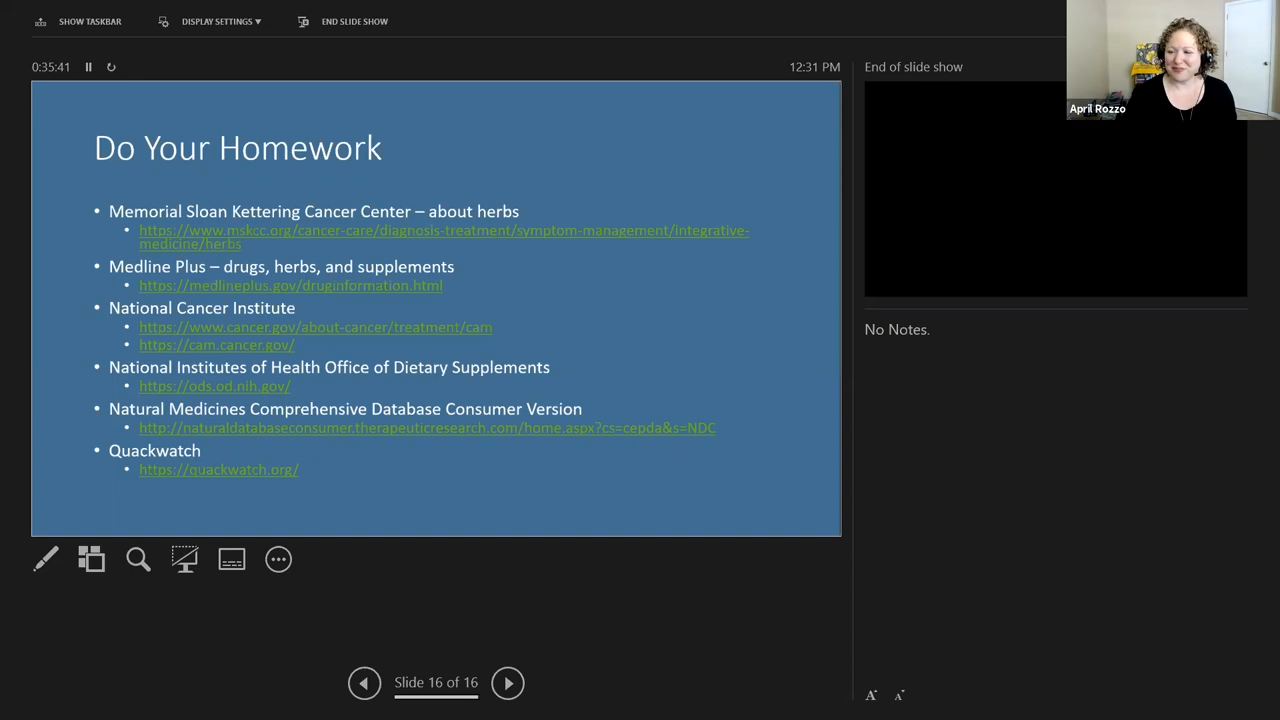 SHOW TASKBAR
DISPLAY SETTINGS ▼
END SLIDE SHOW
0:35:41
12:31 PM
End of slide show
April Rozzo
Do Your Homework
• Memorial Sloan Kettering Cancer Center – about herbs
• https://www.mskcc.org/cancer-care/diagnosis-treatment/symptom-management/integrative-
medicine/herbs
• Medline Plus – drugs, herbs, and supplements
• https://medlineplus.gov/druginformation.html
• National Cancer Institute
• https://www.cancer.gov/about-cancer/treatment/cam
• https://cam.cancer.gov/
• National Institutes of Health Office of Dietary Supplements
• https://ods.od.nih.gov/
• Natural Medicines Comprehensive Database Consumer Version
• http://naturaldatabaseconsumer.therapeuticresearch.com/home.aspx?cs=cepda&s=NDC
• Quackwatch
• https://quackwatch.org/
No Notes.
Slide 16 of 16
A A